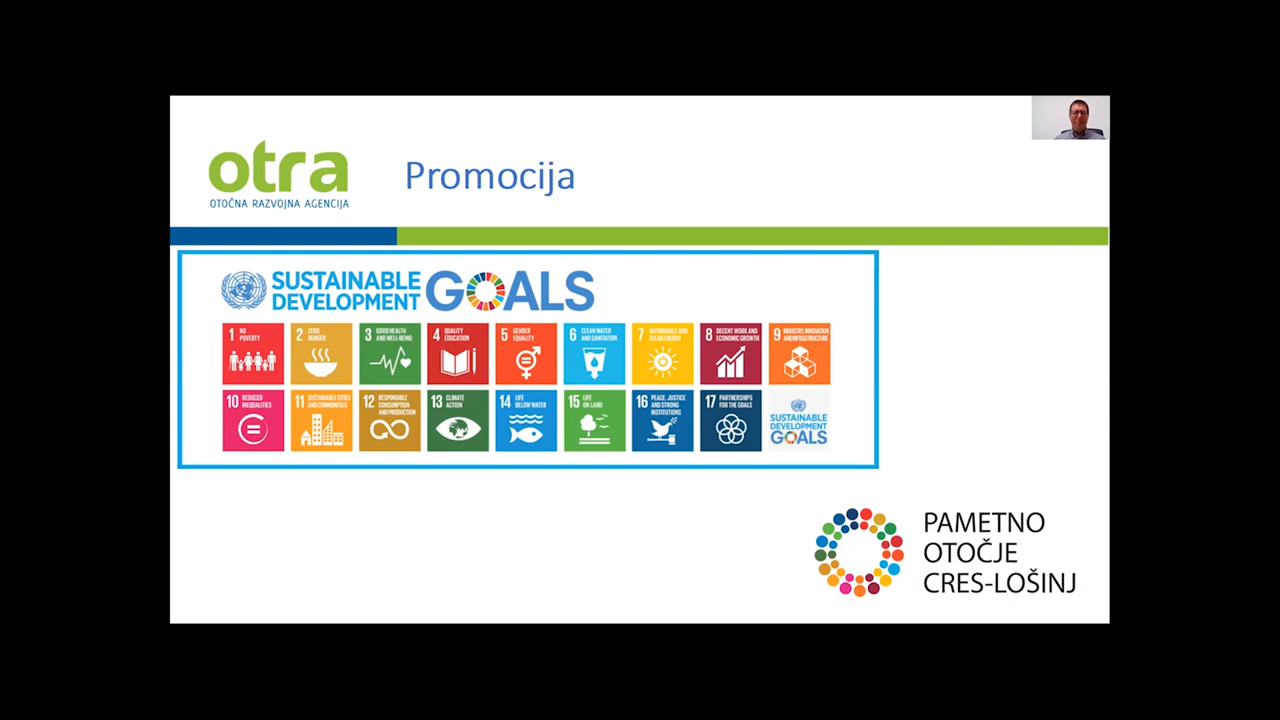 otra
OTOČNA RAZVOJNA AGENCIJA
Promocija
SUSTAINABLE
DEVELOPMENT
GOALS
1 NO
POVERTY
2 ZERO
HUNGER
3 GOOD HEALTH
AND WELL-BEING
4 QUALITY
EDUCATION
5 GENDER
EQUALITY
6 CLEAN WATER
AND SANITATION
7 AFFORDABLE AND
CLEAN ENERGY
8 DECENT WORK AND
ECONOMIC GROWTH
9 INDUSTRY, INNOVATION
AND INFRASTRUCTURE
10 REDUCED
INEQUALITIES
11 SUSTAINABLE CITIES
AND COMMUNITIES
12 RESPONSIBLE
CONSUMPTION
AND PRODUCTION
13 CLIMATE
ACTION
14 LIFE
BELOW WATER
15 LIFE
ON LAND
16 PEACE, JUSTICE
AND STRONG
INSTITUTIONS
17 PARTNERSHIPS
FOR THE GOALS
SUSTAINABLE
DEVELOPMENT
GOALS
PAMETNO
OTOČJE
CRES-LOŠINJ